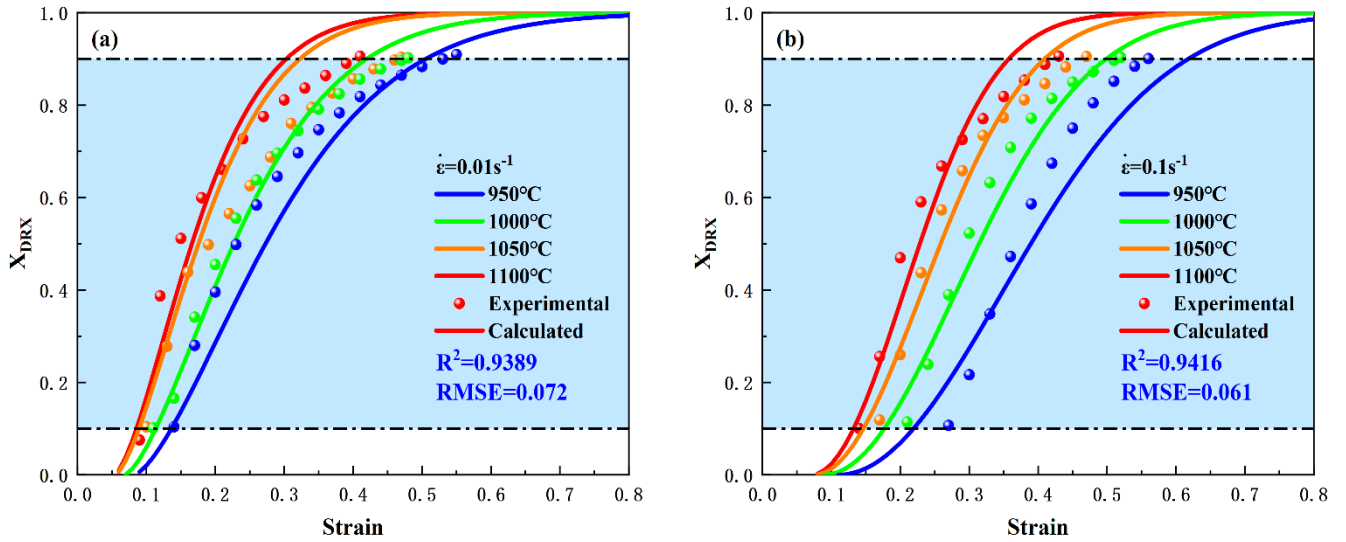 (a)
X_DRX
1.0
0.8
0.6
0.4
0.2
0.0
ε̇=0.01s⁻¹
950℃
1000℃
1050℃
1100℃
Experimental
Calculated
R²=0.9389
RMSE=0.072
0.0 0.1 0.2 0.3 0.4 0.5 0.6 0.7 0.8
Strain
(b)
X_DRX
1.0
0.8
0.6
0.4
0.2
0.0
ε̇=0.1s⁻¹
950℃
1000℃
1050℃
1100℃
Experimental
Calculated
R²=0.9416
RMSE=0.061
0.0 0.1 0.2 0.3 0.4 0.5 0.6 0.7 0.8
Strain